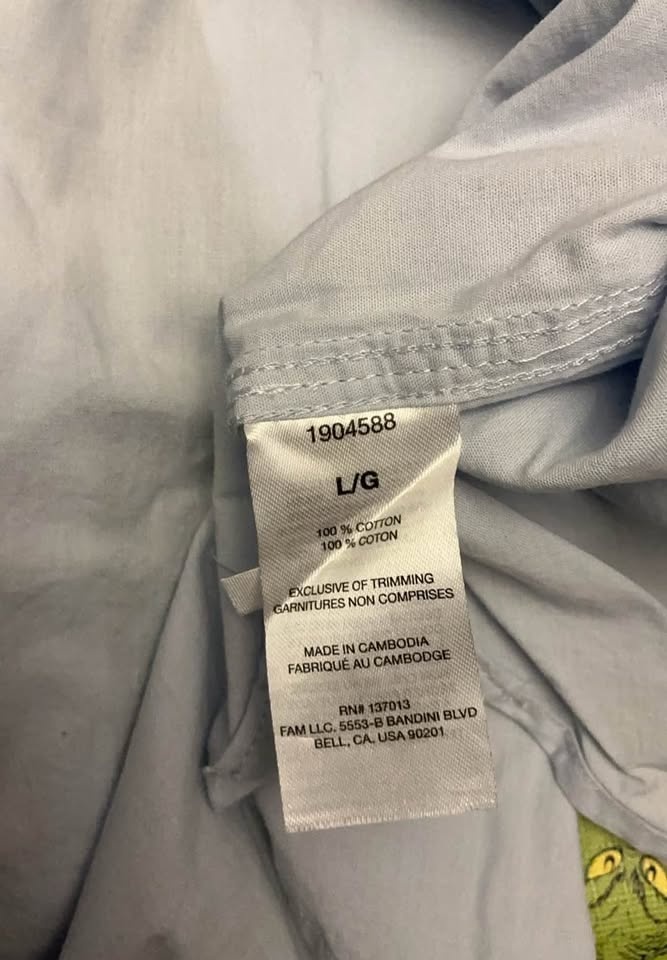 1904588
L/G
100 % COTTON
100 % COTON
EXCLUSIVE OF TRIMMING
GARNITURES NON COMPRISES
MADE IN CAMBODIA
FABRIQUÉ AU CAMBODGE
RN# 137013
FAM LLC. 5553-B BANDINI BLVD
BELL, CA. USA 90201